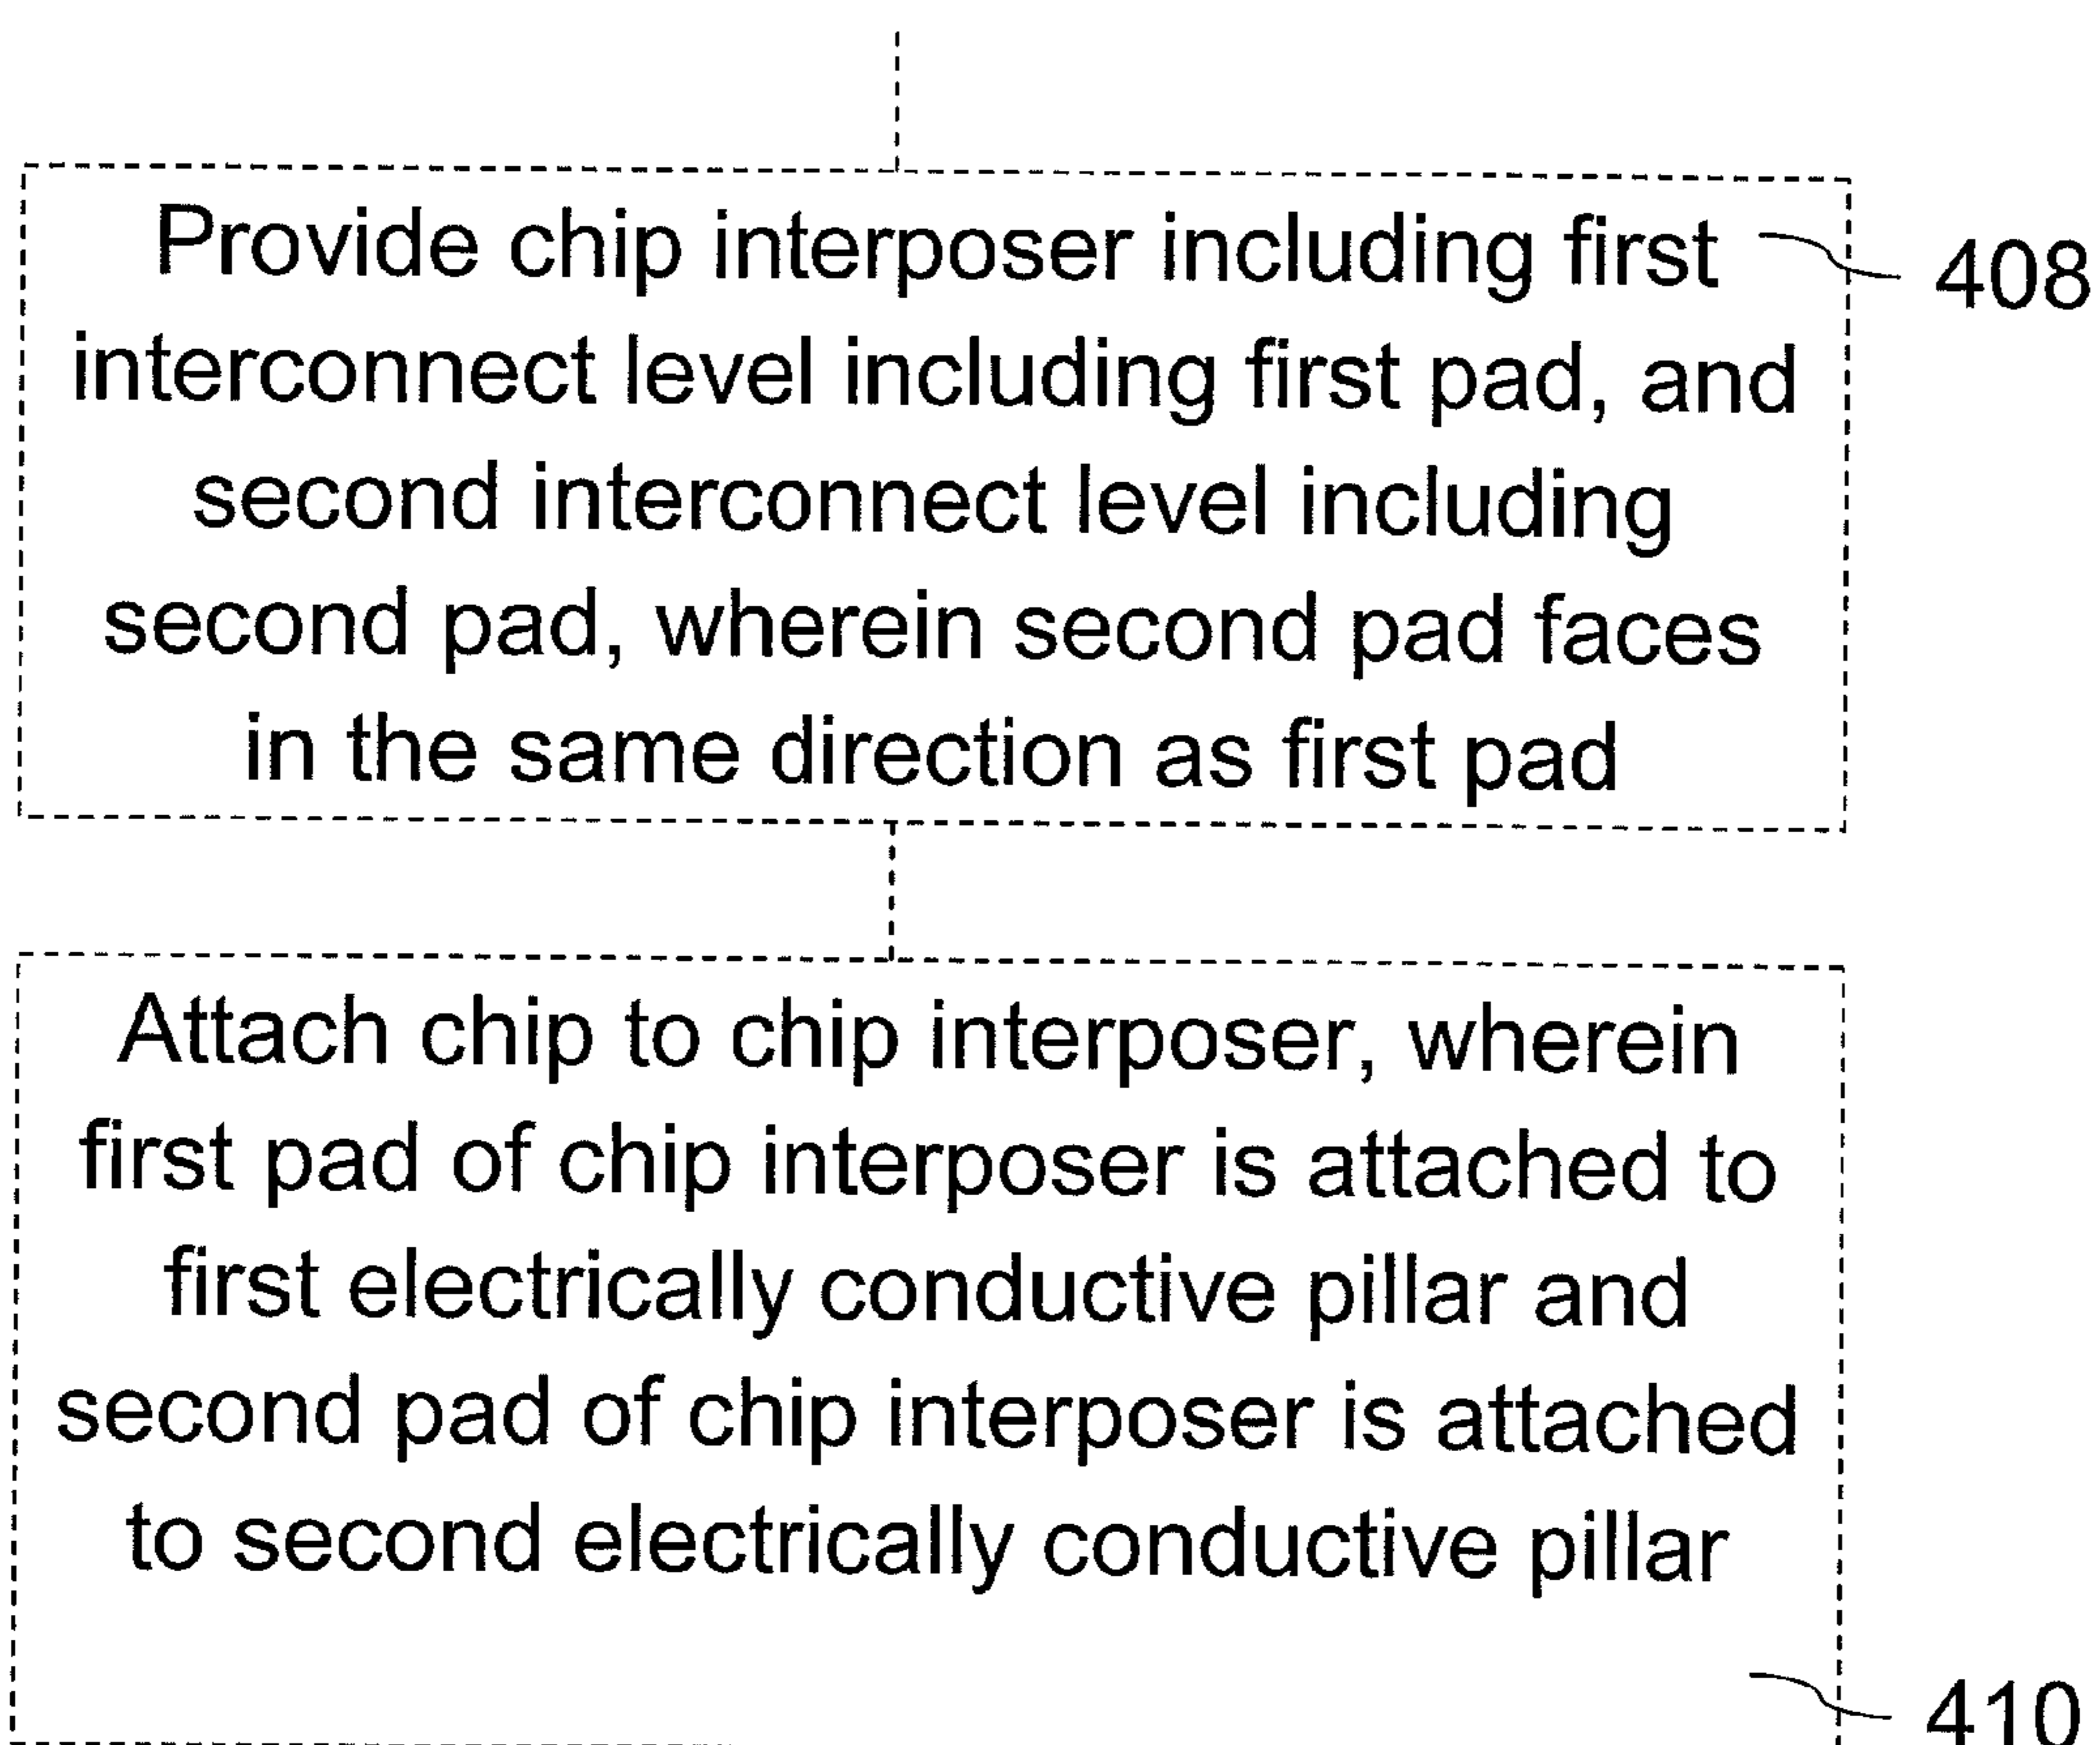 Provide chip interposer including first
408
interconnect level including first pad, and
second interconnect level including
second pad, wherein second pad faces
in the same direction as first pad
Attach chip to chip interposer, wherein
first pad of chip interposer is attached to
first electrically conductive pillar and
second pad of chip interposer is attached
to second electrically conductive pillar
410